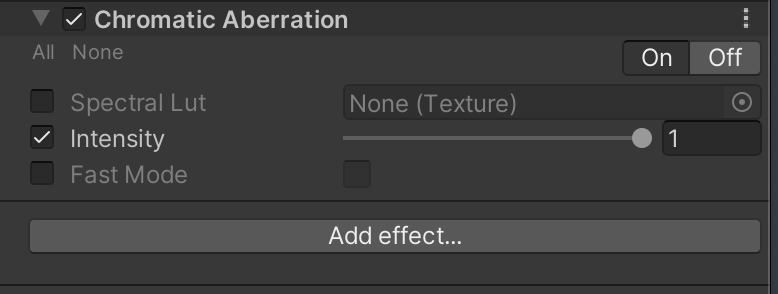 Chromatic Aberration
All None
On Off
Spectral Lut None (Texture)
Intensity 1
Fast Mode
Add effect...